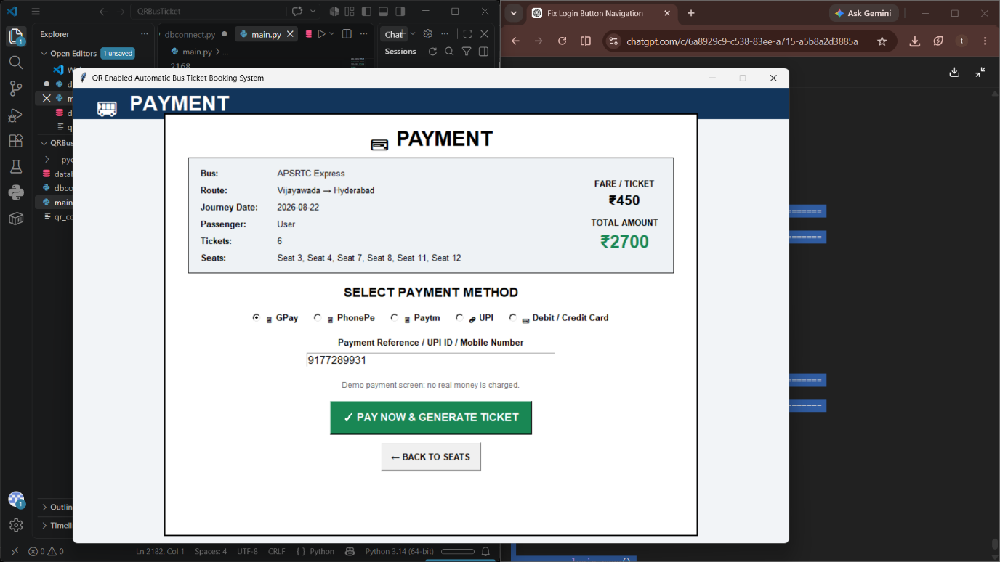 QRBusTicket
Fix Login Button Navigation
Ask Gemini
Explorer
dbconnect.py
main.py
Chat
chatgpt.com/c/6a8929c9-c538-83ee-a715-a5b8a2d3885a
1
Open Editors
1 unsaved
main.py > ...
Sessions
2168
QR Enabled Automatic Bus Ticket Booking System
PAYMENT
PAYMENT
Bus: APSRTC Express
Route: Vijayawada → Hyderabad
Journey Date: 2026-08-22
Passenger: User
Tickets: 6
Seats: Seat 3, Seat 4, Seat 7, Seat 8, Seat 11, Seat 12
FARE / TICKET
₹450
TOTAL AMOUNT
₹2700
SELECT PAYMENT METHOD
GPay PhonePe Paytm UPI Debit / Credit Card
Payment Reference / UPI ID / Mobile Number
9177289931
Demo payment screen: no real money is charged.
✓ PAY NOW & GENERATE TICKET
← BACK TO SEATS
QRBus
__pyc
datab
dbco
main
qr_co
Outlin
Timeli
=======
=======
=======
=======
0 0 Ln 2182, Col 1 Spaces: 4 UTF-8 CRLF { } Python Python 3.14 (64-bit)